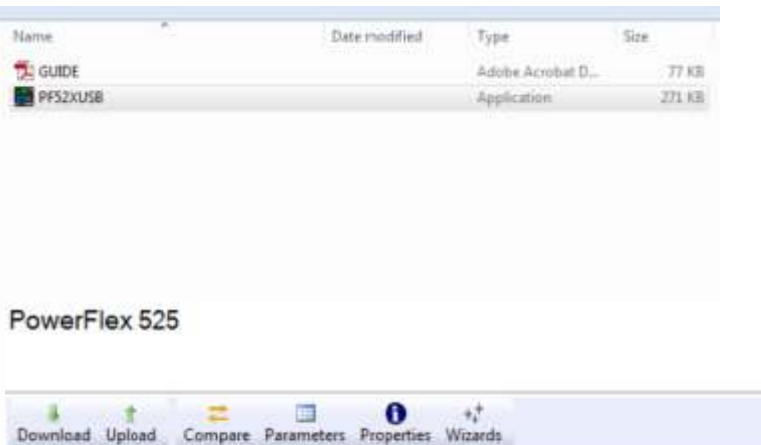 Name Date modified Type Size
GUIDE Adobe Acrobat D... 77 KB
PF52XUSB Application 271 KB
PowerFlex 525
Download Upload Compare Parameters Properties Wizards